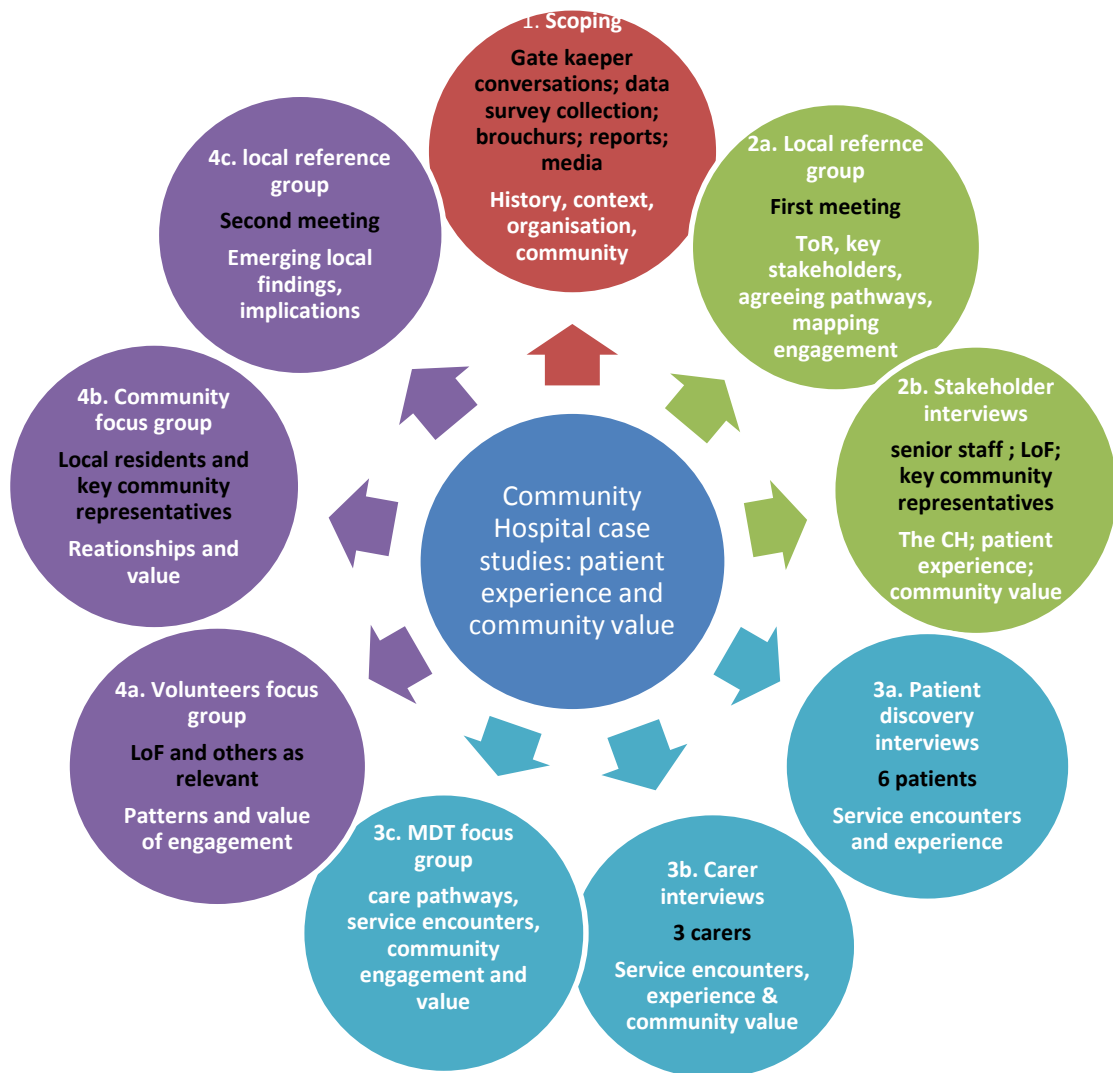 1. Scoping
Gate kaeper
conversations; data
survey collection;
brouchurs; reports;
media
History, context,
organisation,
community
2a. Local refernce
group
First meeting
ToR, key
stakeholders,
agreeing pathways,
mapping
engagement
2b. Stakeholder
interviews
senior staff ; LoF;
key community
representatives
The CH; patient
experience;
community value
3a. Patient
discovery
interviews
6 patients
Service encounters
and experience
3b. Carer
interviews
3 carers
Service encounters,
experience &
community value
3c. MDT focus
group
care pathways,
service encounters,
community
engagement and
value
4a. Volunteers focus
group
LoF and others as
relevant
Patterns and value
of engagement
4b. Community
focus group
Local residents and
key community
representatives
Reationships and
value
4c. local reference
group
Second meeting
Emerging local
findings,
implications
Community
Hospital case
studies: patient
experience and
community value